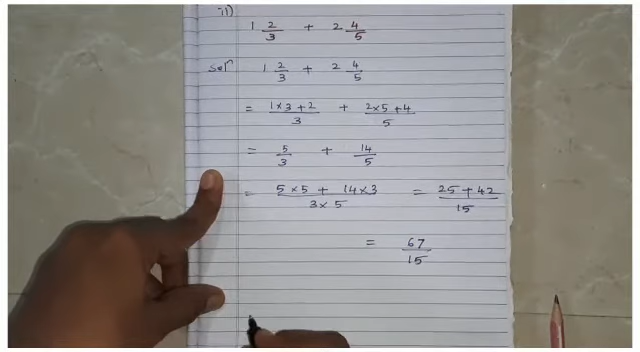 ii)
1 2/3 + 2 4/5
Sol 1 2/3 + 2 4/5
= (1×3+2)/3 + (2×5+4)/5
= 5/3 + 14/5
= (5×5 + 14×3)/(3×5) = (25+42)/15
= 67/15